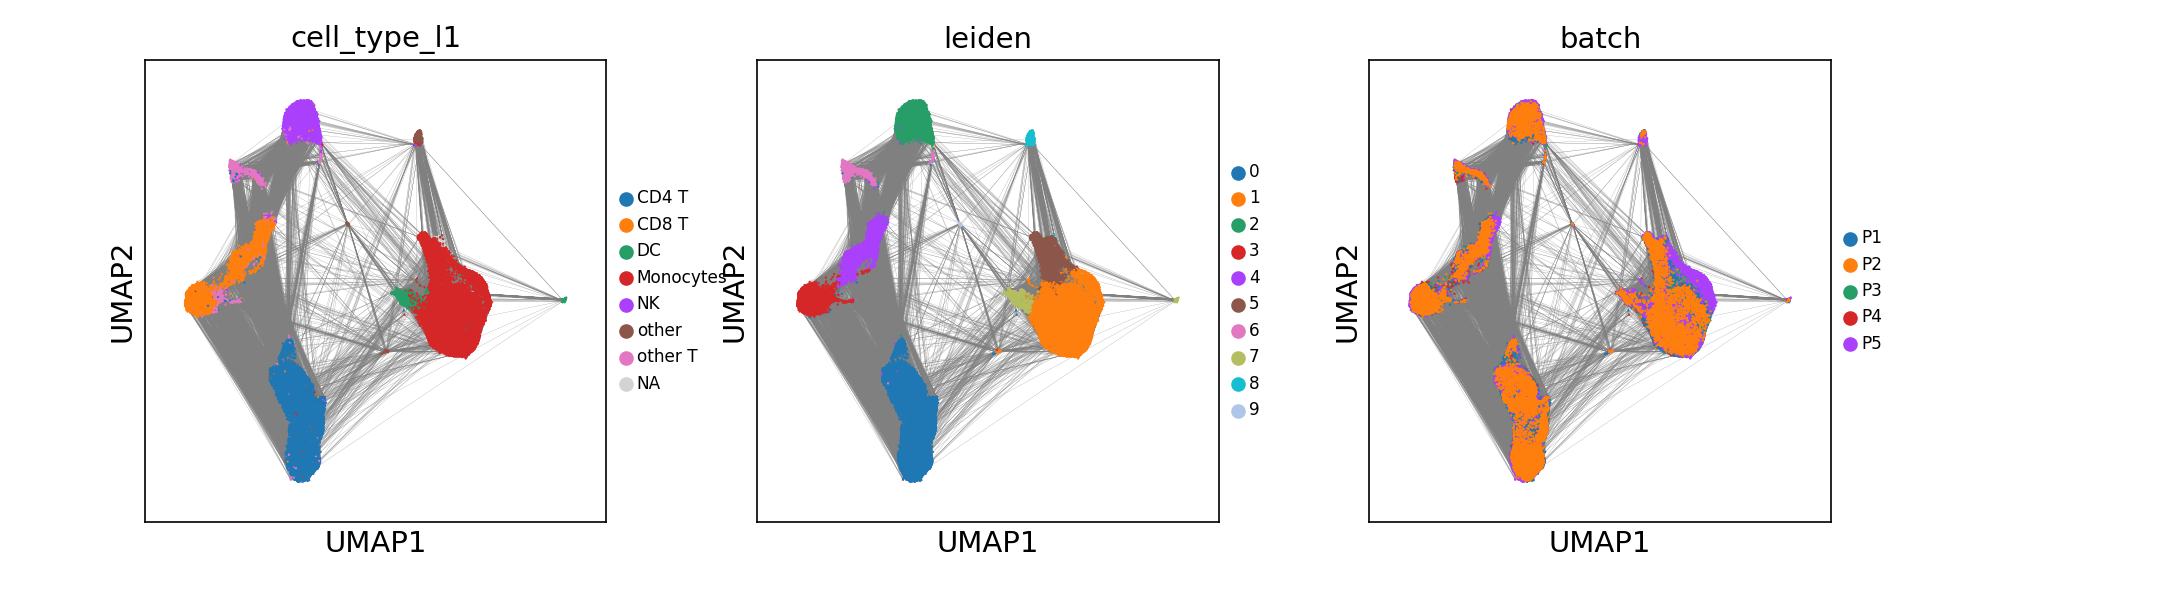 cell_type_l1
UMAP2
UMAP1
CD4 T
CD8 T
DC
Monocytes
NK
other
other T
NA
leiden
UMAP2
UMAP1
0
1
2
3
4
5
6
7
8
9
batch
UMAP2
UMAP1
P1
P2
P3
P4
P5